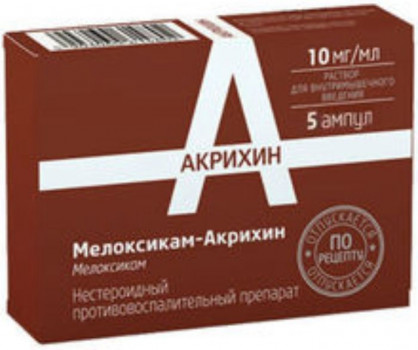 10 мг/мл
РАСТВОР
ДЛЯ ВНУТРИМЫШЕЧНОГО
ВВЕДЕНИЯ
5 ампул
А
АКРИХИН
Мелоксикам-Акрихин
Мелоксикам
Нестероидный
противовоспалительный препарат
ОТПУСКАЕТСЯ
ПО
РЕЦЕПТУ
ОТПУСКАЕТСЯ